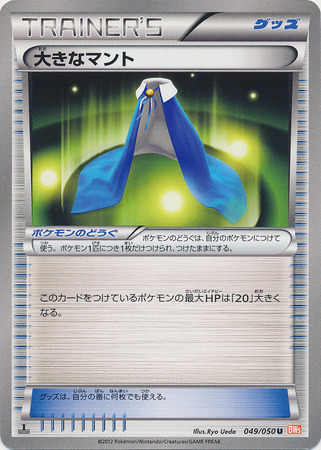 TRAINER'S
グッズ
大きなマント
ポケモンのどうぐ
ポケモンのどうぐは、自分のポケモンにつけて
使う。ポケモン1匹につき1枚だけつけられ、つけたままにする。
このカードをつけているポケモンの最大HPは「20」大きく
なる。
グッズは、自分の番に何枚でも使える。
1
Illus.Ryo Ueda
049/050 U
BW5
©2012 Pokémon/Nintendo/Creatures/GAME FREAK.